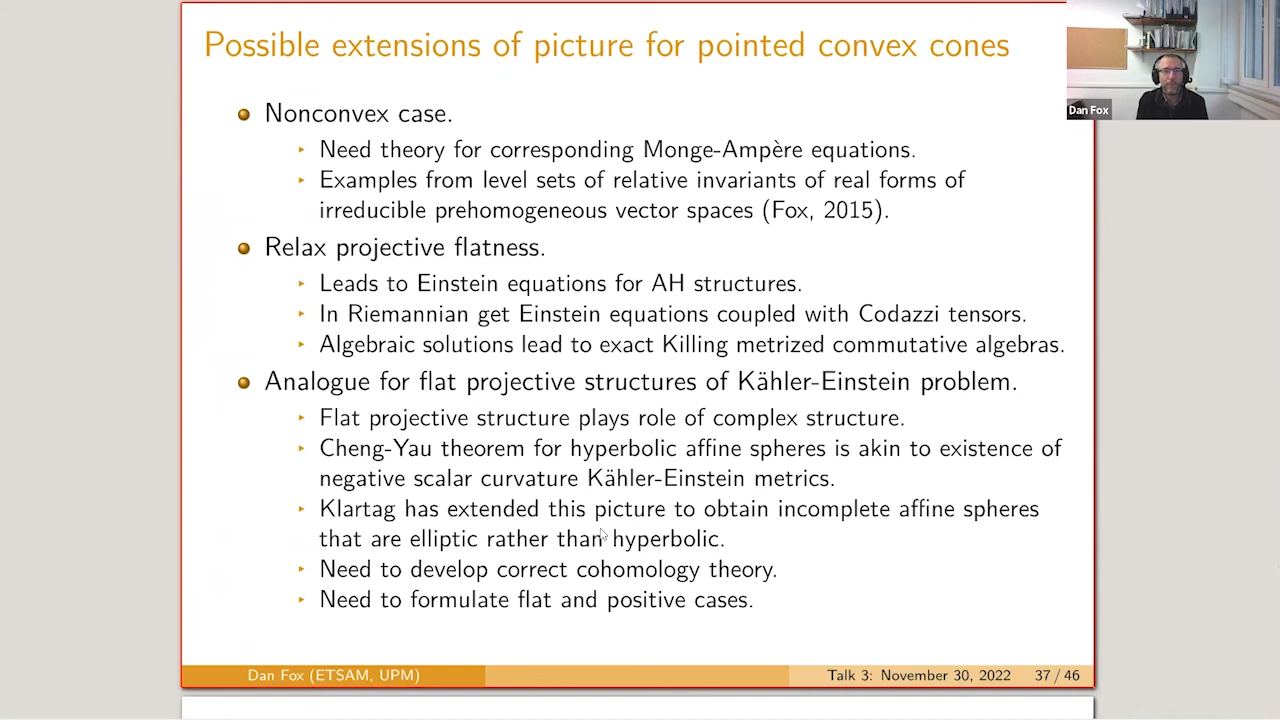 Possible extensions of picture for pointed convex cones
Dan Fox
Nonconvex case.
Need theory for corresponding Monge-Ampère equations.
Examples from level sets of relative invariants of real forms of
irreducible prehomogeneous vector spaces (Fox, 2015).
Relax projective flatness.
Leads to Einstein equations for AH structures.
In Riemannian get Einstein equations coupled with Codazzi tensors.
Algebraic solutions lead to exact Killing metrized commutative algebras.
Analogue for flat projective structures of Kähler-Einstein problem.
Flat projective structure plays role of complex structure.
Cheng-Yau theorem for hyperbolic affine spheres is akin to existence of
negative scalar curvature Kähler-Einstein metrics.
Klartag has extended this picture to obtain incomplete affine spheres
that are elliptic rather than hyperbolic.
Need to develop correct cohomology theory.
Need to formulate flat and positive cases.
Dan Fox (ETSAM, UPM) Talk 3: November 30, 2022 37 / 46